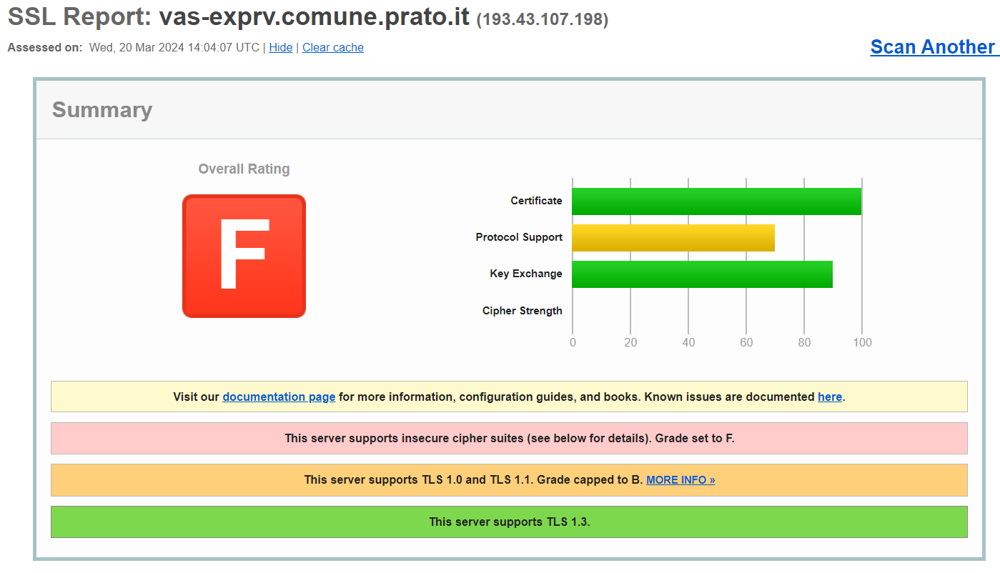 SSL Report: vas-exprv.comune.prato.it (193.43.107.198)
Assessed on: Wed, 20 Mar 2024 14:04:07 UTC | Hide | Clear cache
Scan Another
Summary
Overall Rating
F
Certificate
Protocol Support
Key Exchange
Cipher Strength
0 20 40 60 80 100
Visit our documentation page for more information, configuration guides, and books. Known issues are documented here.
This server supports insecure cipher suites (see below for details). Grade set to F.
This server supports TLS 1.0 and TLS 1.1. Grade capped to B. MORE INFO »
This server supports TLS 1.3.